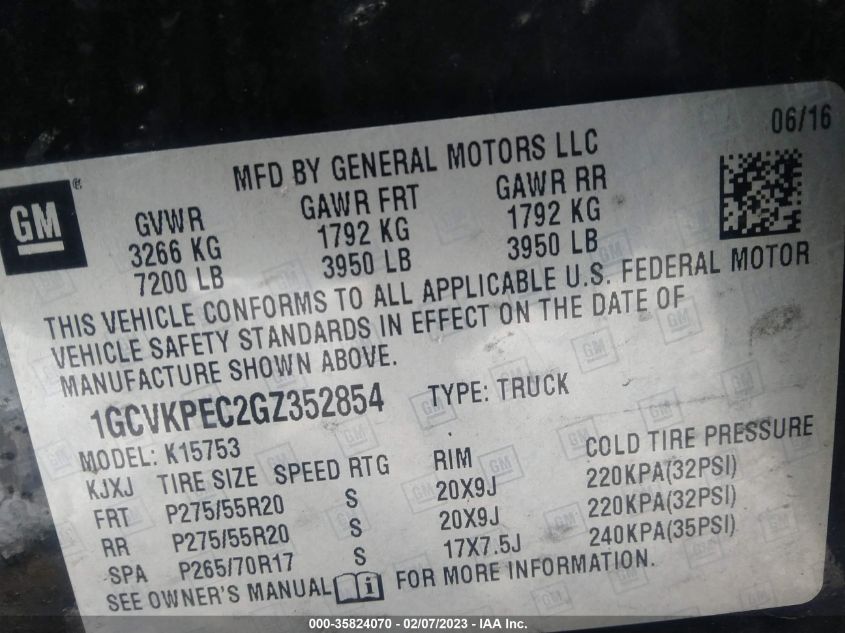 06/16
MFD BY GENERAL MOTORS LLC
GM®
GVWR GAWR FRT GAWR RR
3266 KG 1792 KG 1792 KG
7200 LB 3950 LB 3950 LB
THIS VEHICLE CONFORMS TO ALL APPLICABLE U.S. FEDERAL MOTOR
VEHICLE SAFETY STANDARDS IN EFFECT ON THE DATE OF
MANUFACTURE SHOWN ABOVE.
1GCVKPEC2GZ352854 TYPE: TRUCK
MODEL: K15753
KJXJ TIRE SIZE SPEED RTG RIM COLD TIRE PRESSURE
FRT P275/55R20 S 20X9J 220KPA(32PSI)
RR P275/55R20 S 20X9J 220KPA(32PSI)
SPA P265/70R17 S 17X7.5J 240KPA(35PSI)
SEE OWNER'S MANUAL i FOR MORE INFORMATION.
000-35824070 - 02/07/2023 - IAA Inc.